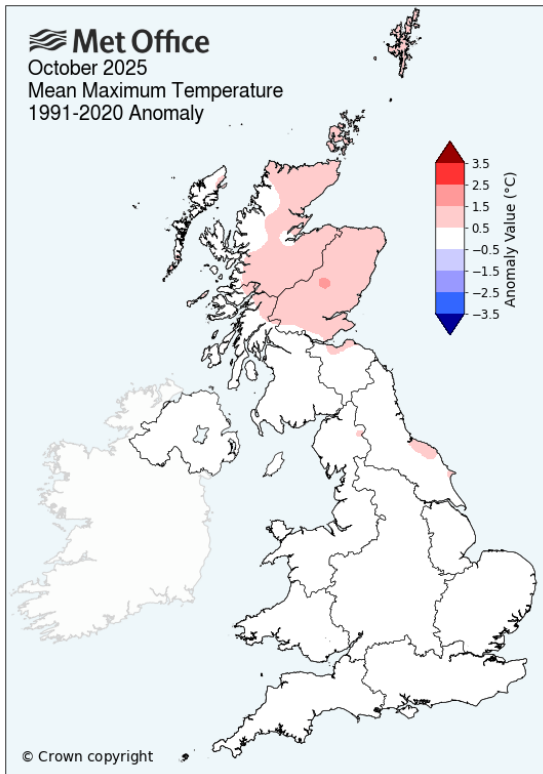 Met Office
October 2025
Mean Maximum Temperature
1991-2020 Anomaly
3.5
2.5
1.5
0.5
−0.5
−1.5
−2.5
−3.5
Anomaly Value (°C)
© Crown copyright